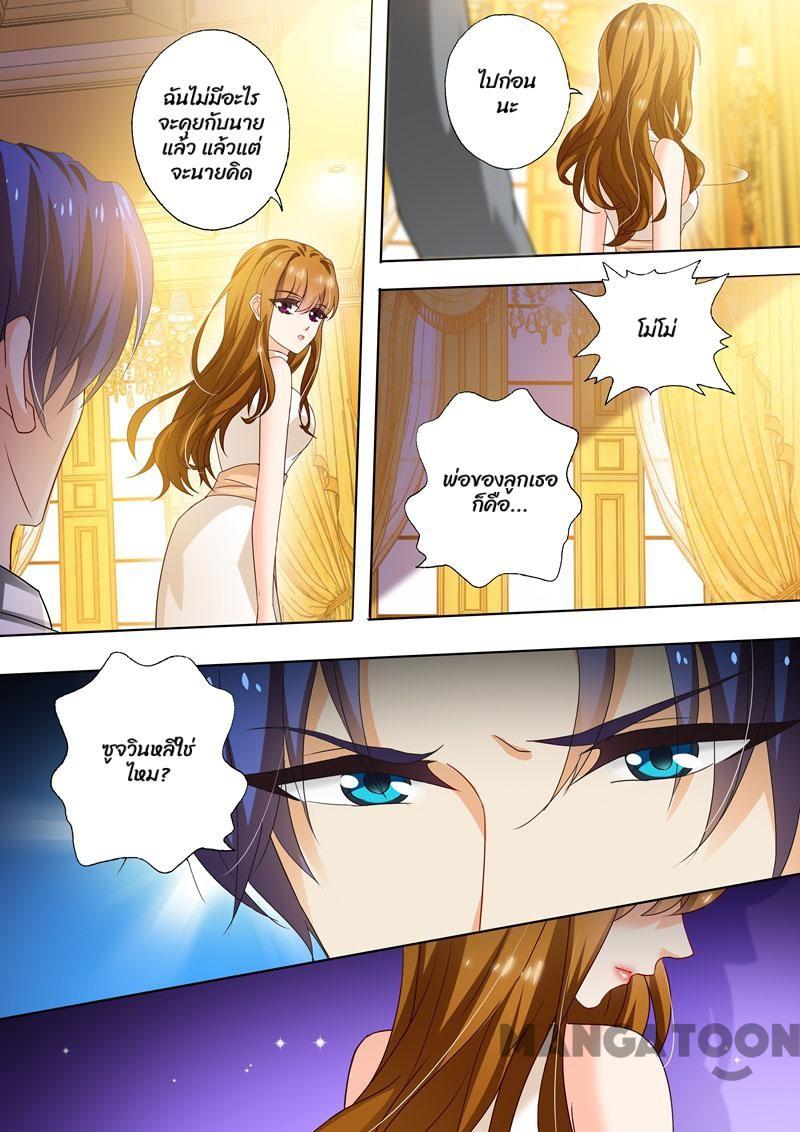 ฉันไม่มีอะไร
จะคุยกับนาย
แล้ว แล้วแต่
จะนายคิด
ไปก่อน
นะ
โม่โม่
พ่อของลูกเธอ
ก็คือ...
ซูจวินหลีใช่
ไหม?
MANGATOON